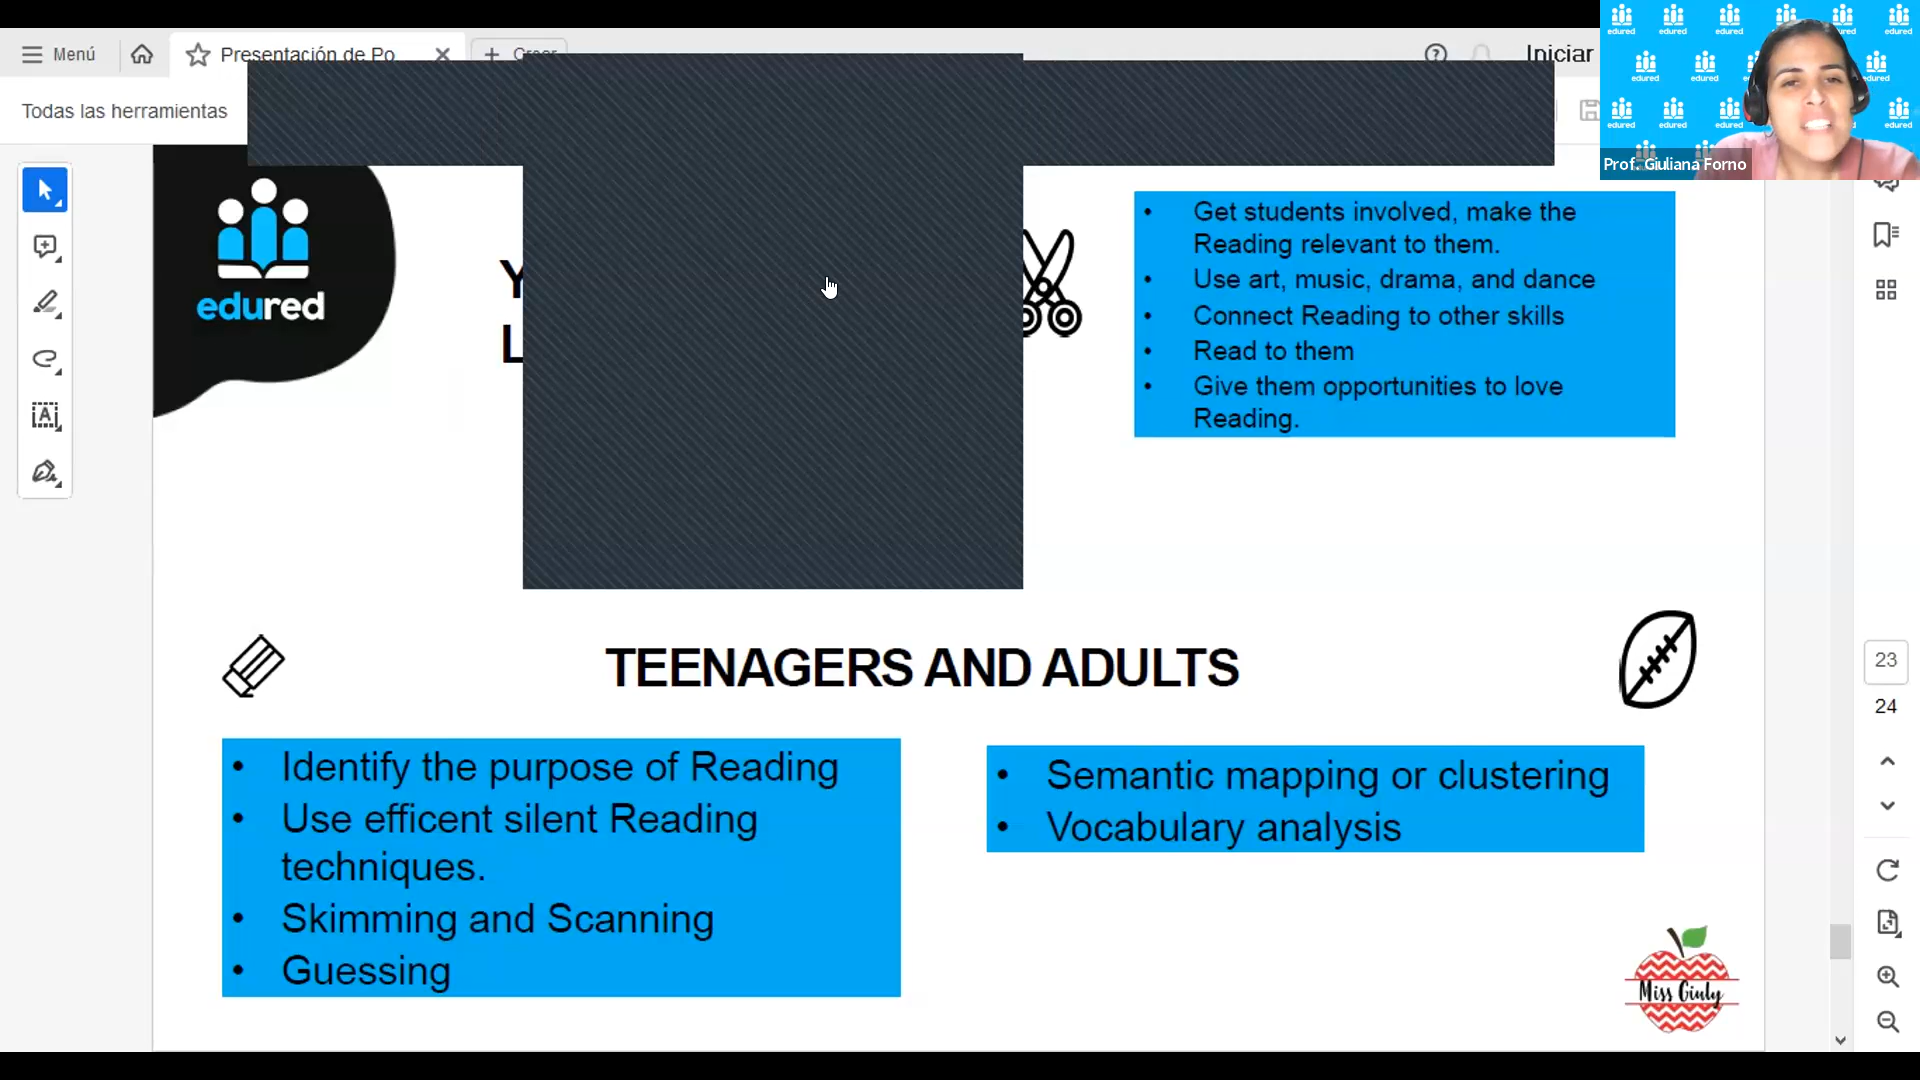 Menú
Presentación de Po
Iniciar
Todas las herramientas
Prof. Giuliana Forno
edured
Get students involved, make the
Reading relevant to them.
Use art, music, drama, and dance
Connect Reading to other skills
Read to them
Give them opportunities to love
Reading.
TEENAGERS AND ADULTS
Identify the purpose of Reading
Use efficent silent Reading
techniques.
Skimming and Scanning
Guessing
Semantic mapping or clustering
Vocabulary analysis
Miss Giuly
23
24